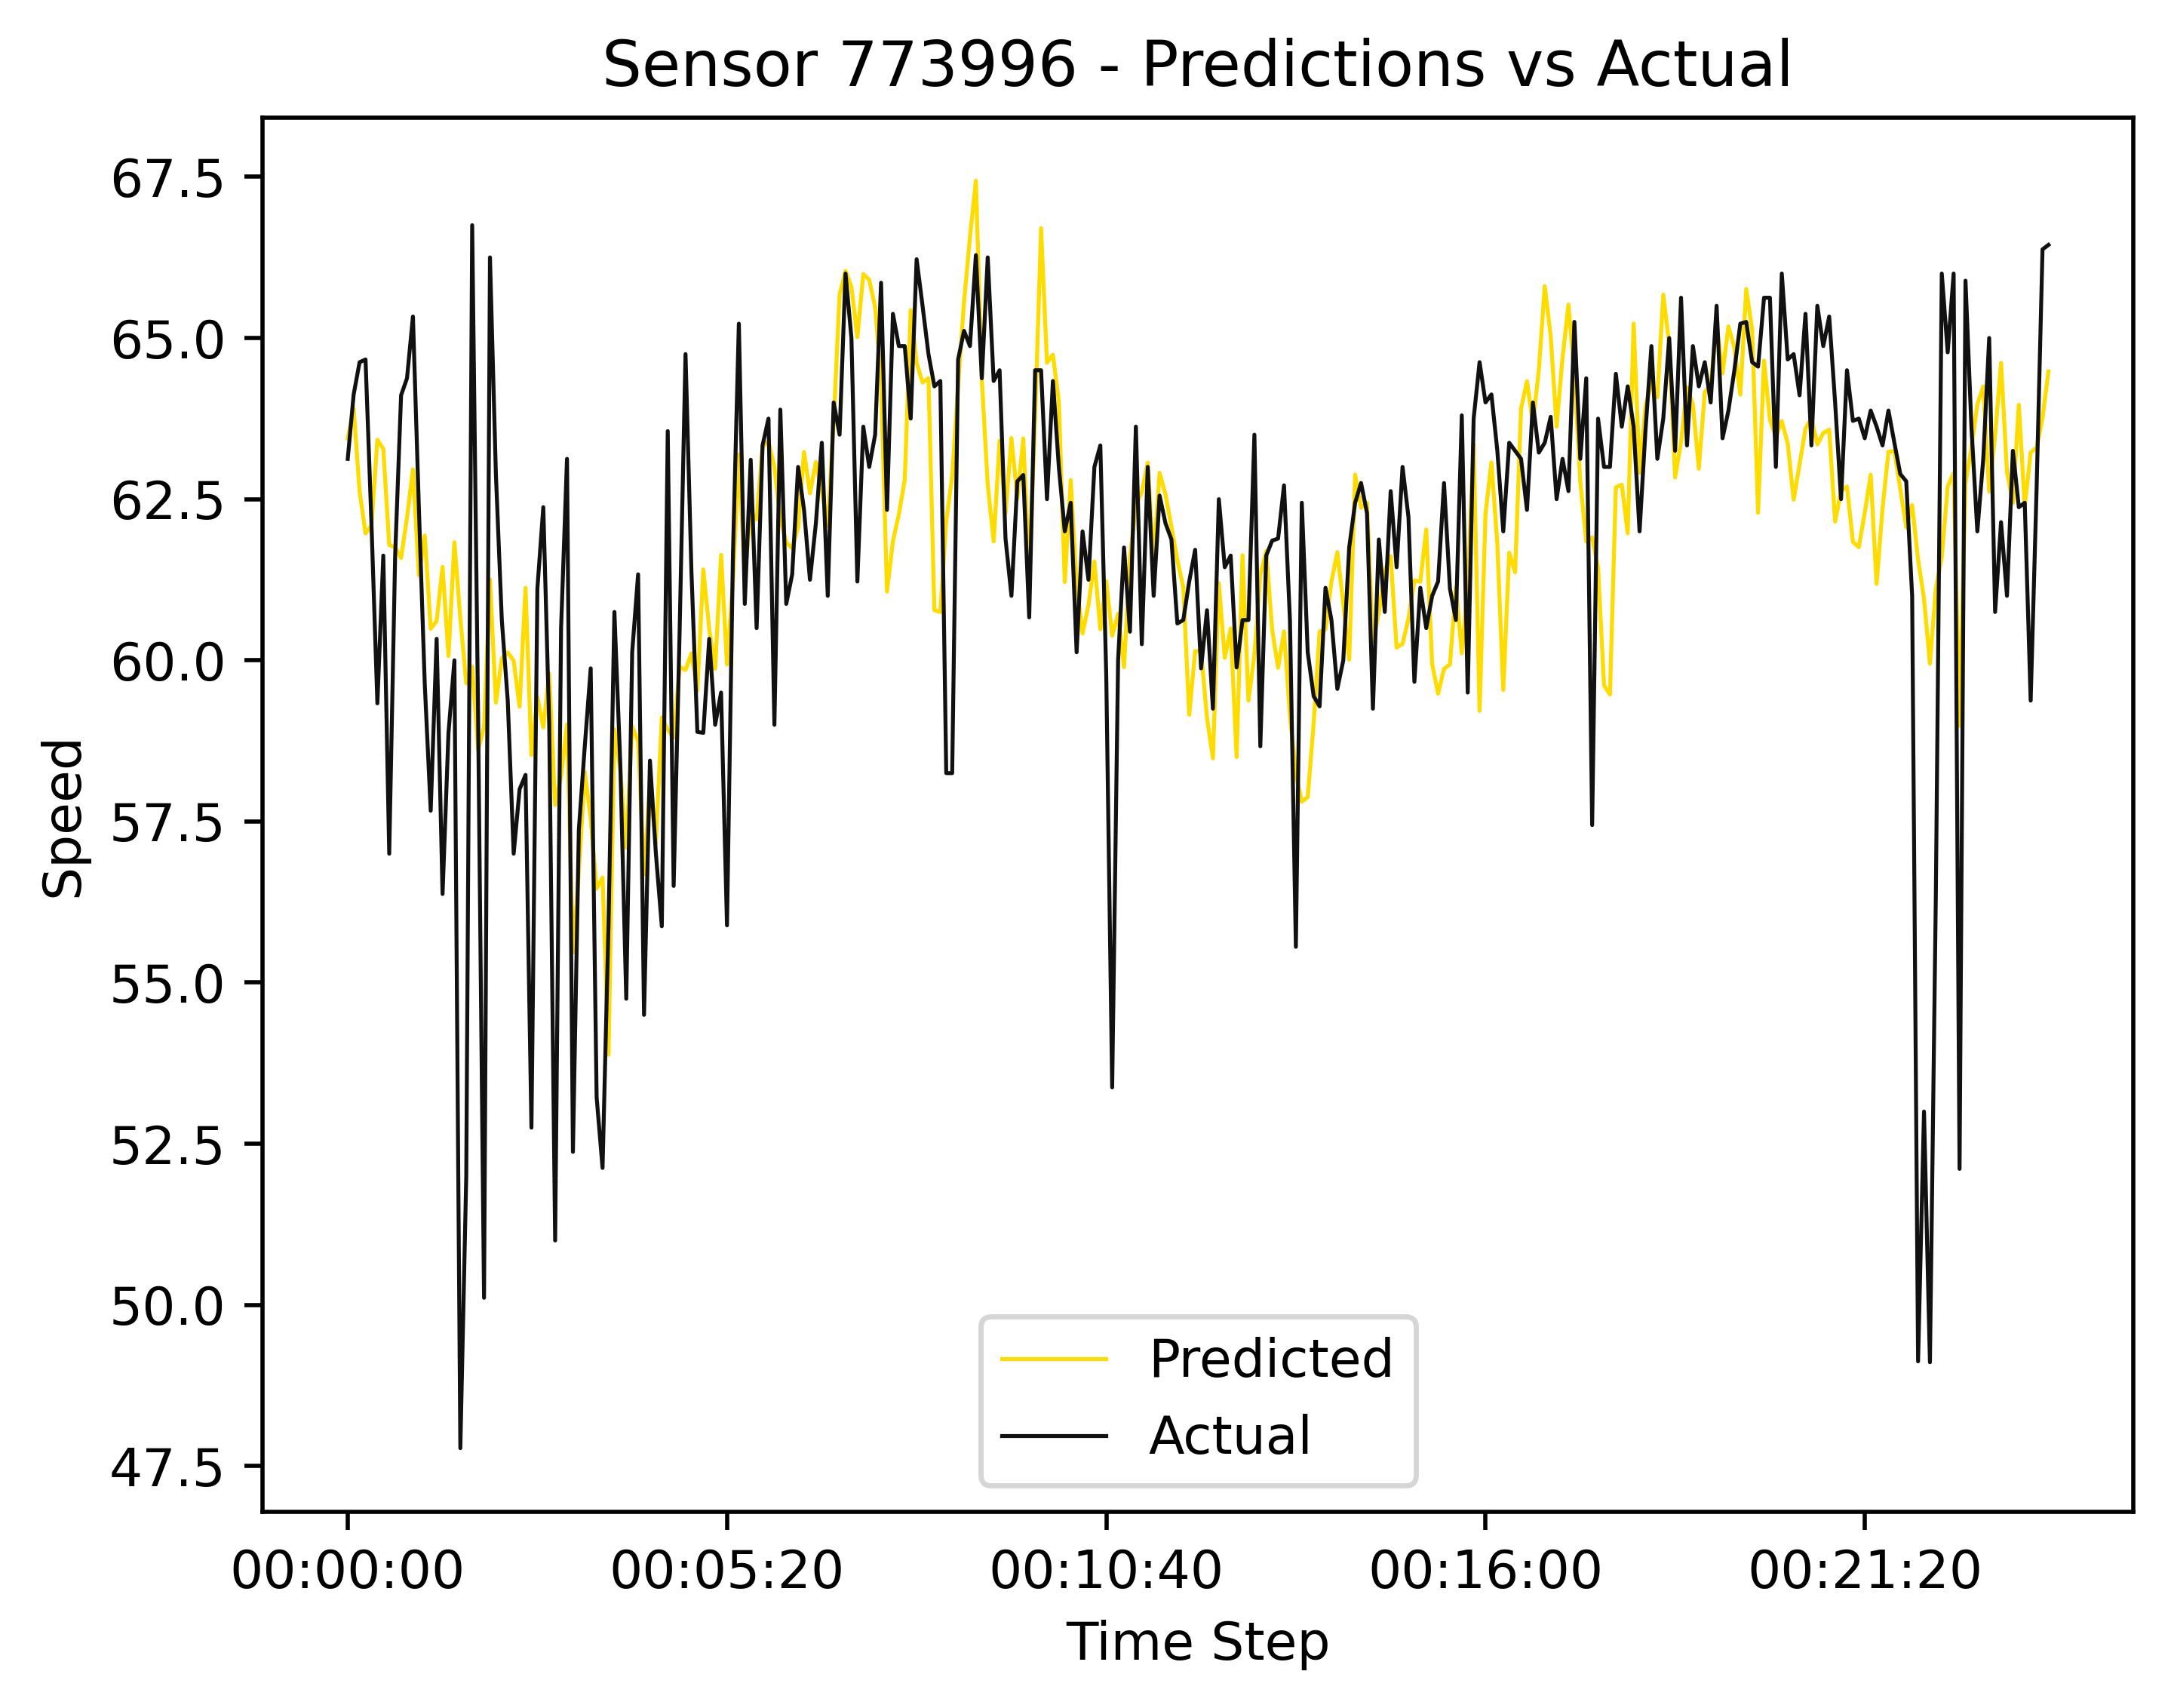 Sensor 773996 - Predictions vs Actual
67.5
65.0
62.5
60.0
57.5
55.0
52.5
50.0
47.5
Speed
Predicted
Actual
00:00:00 00:05:20 00:10:40 00:16:00 00:21:20
Time Step